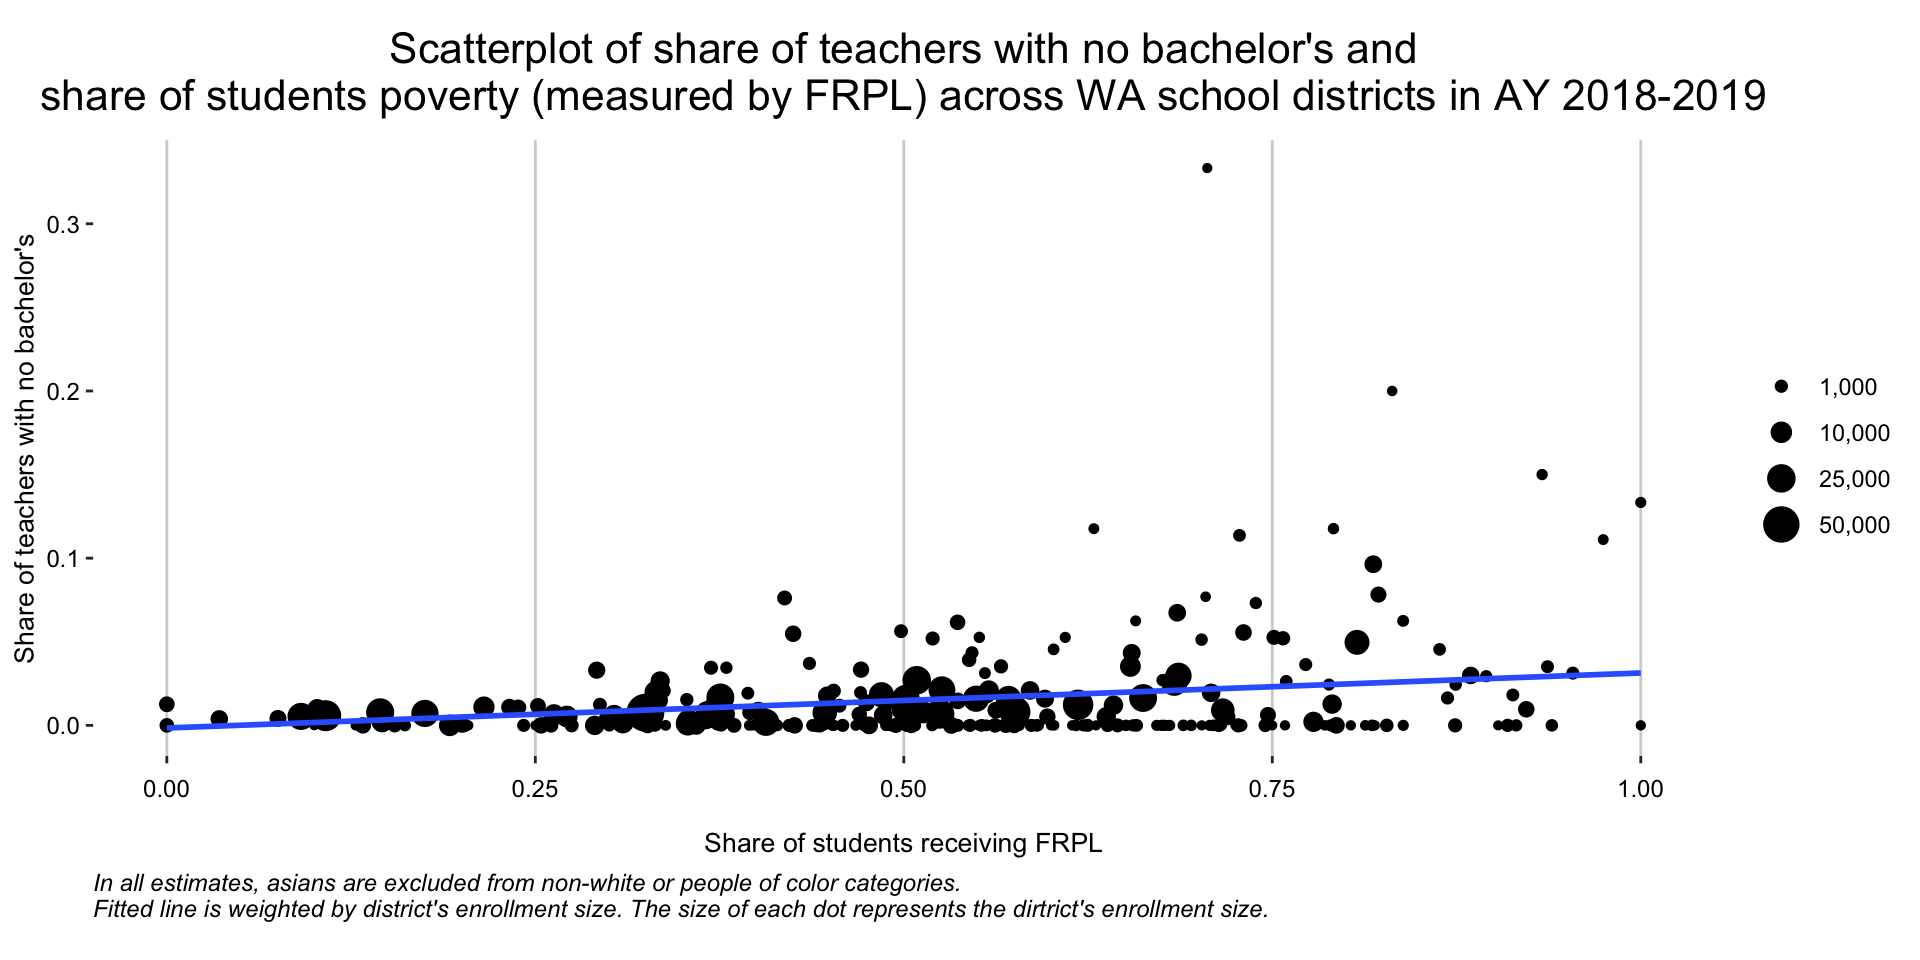 Scatterplot of share of teachers with no bachelor's and
share of students poverty (measured by FRPL) across WA school districts in AY 2018-2019
Share of teachers with no bachelor's
0.3
0.2
0.1
0.0
0.00
0.25
0.50
0.75
1.00
Share of students receiving FRPL
1,000
10,000
25,000
50,000
In all estimates, asians are excluded from non-white or people of color categories.
Fitted line is weighted by district's enrollment size. The size of each dot represents the dirtrict's enrollment size.